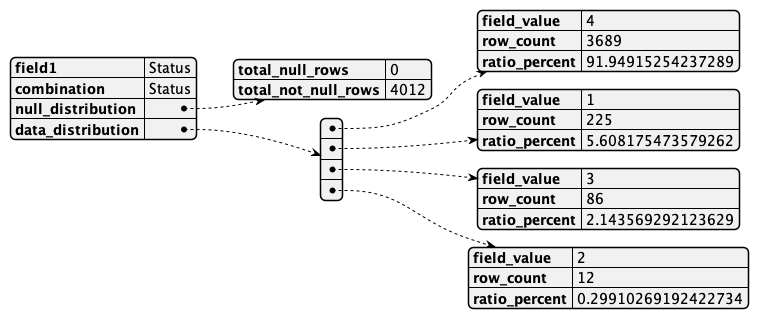 field1 Status
combination Status
null_distribution
data_distribution
total_null_rows 0
total_not_null_rows 4012
field_value 4
row_count 3689
ratio_percent 91.94915254237289
field_value 1
row_count 225
ratio_percent 5.608175473579262
field_value 3
row_count 86
ratio_percent 2.143569292123629
field_value 2
row_count 12
ratio_percent 0.29910269192422734